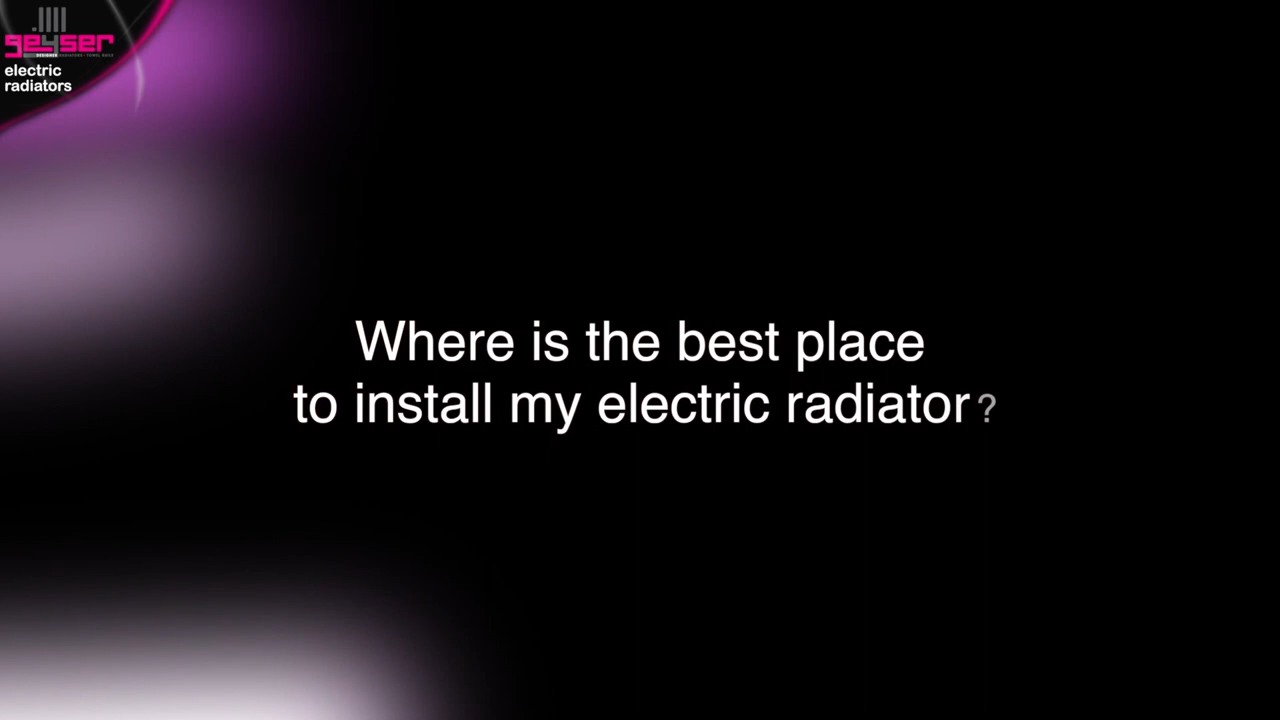 geyser
electric
radiators
Where is the best place
to install my electric radiator?